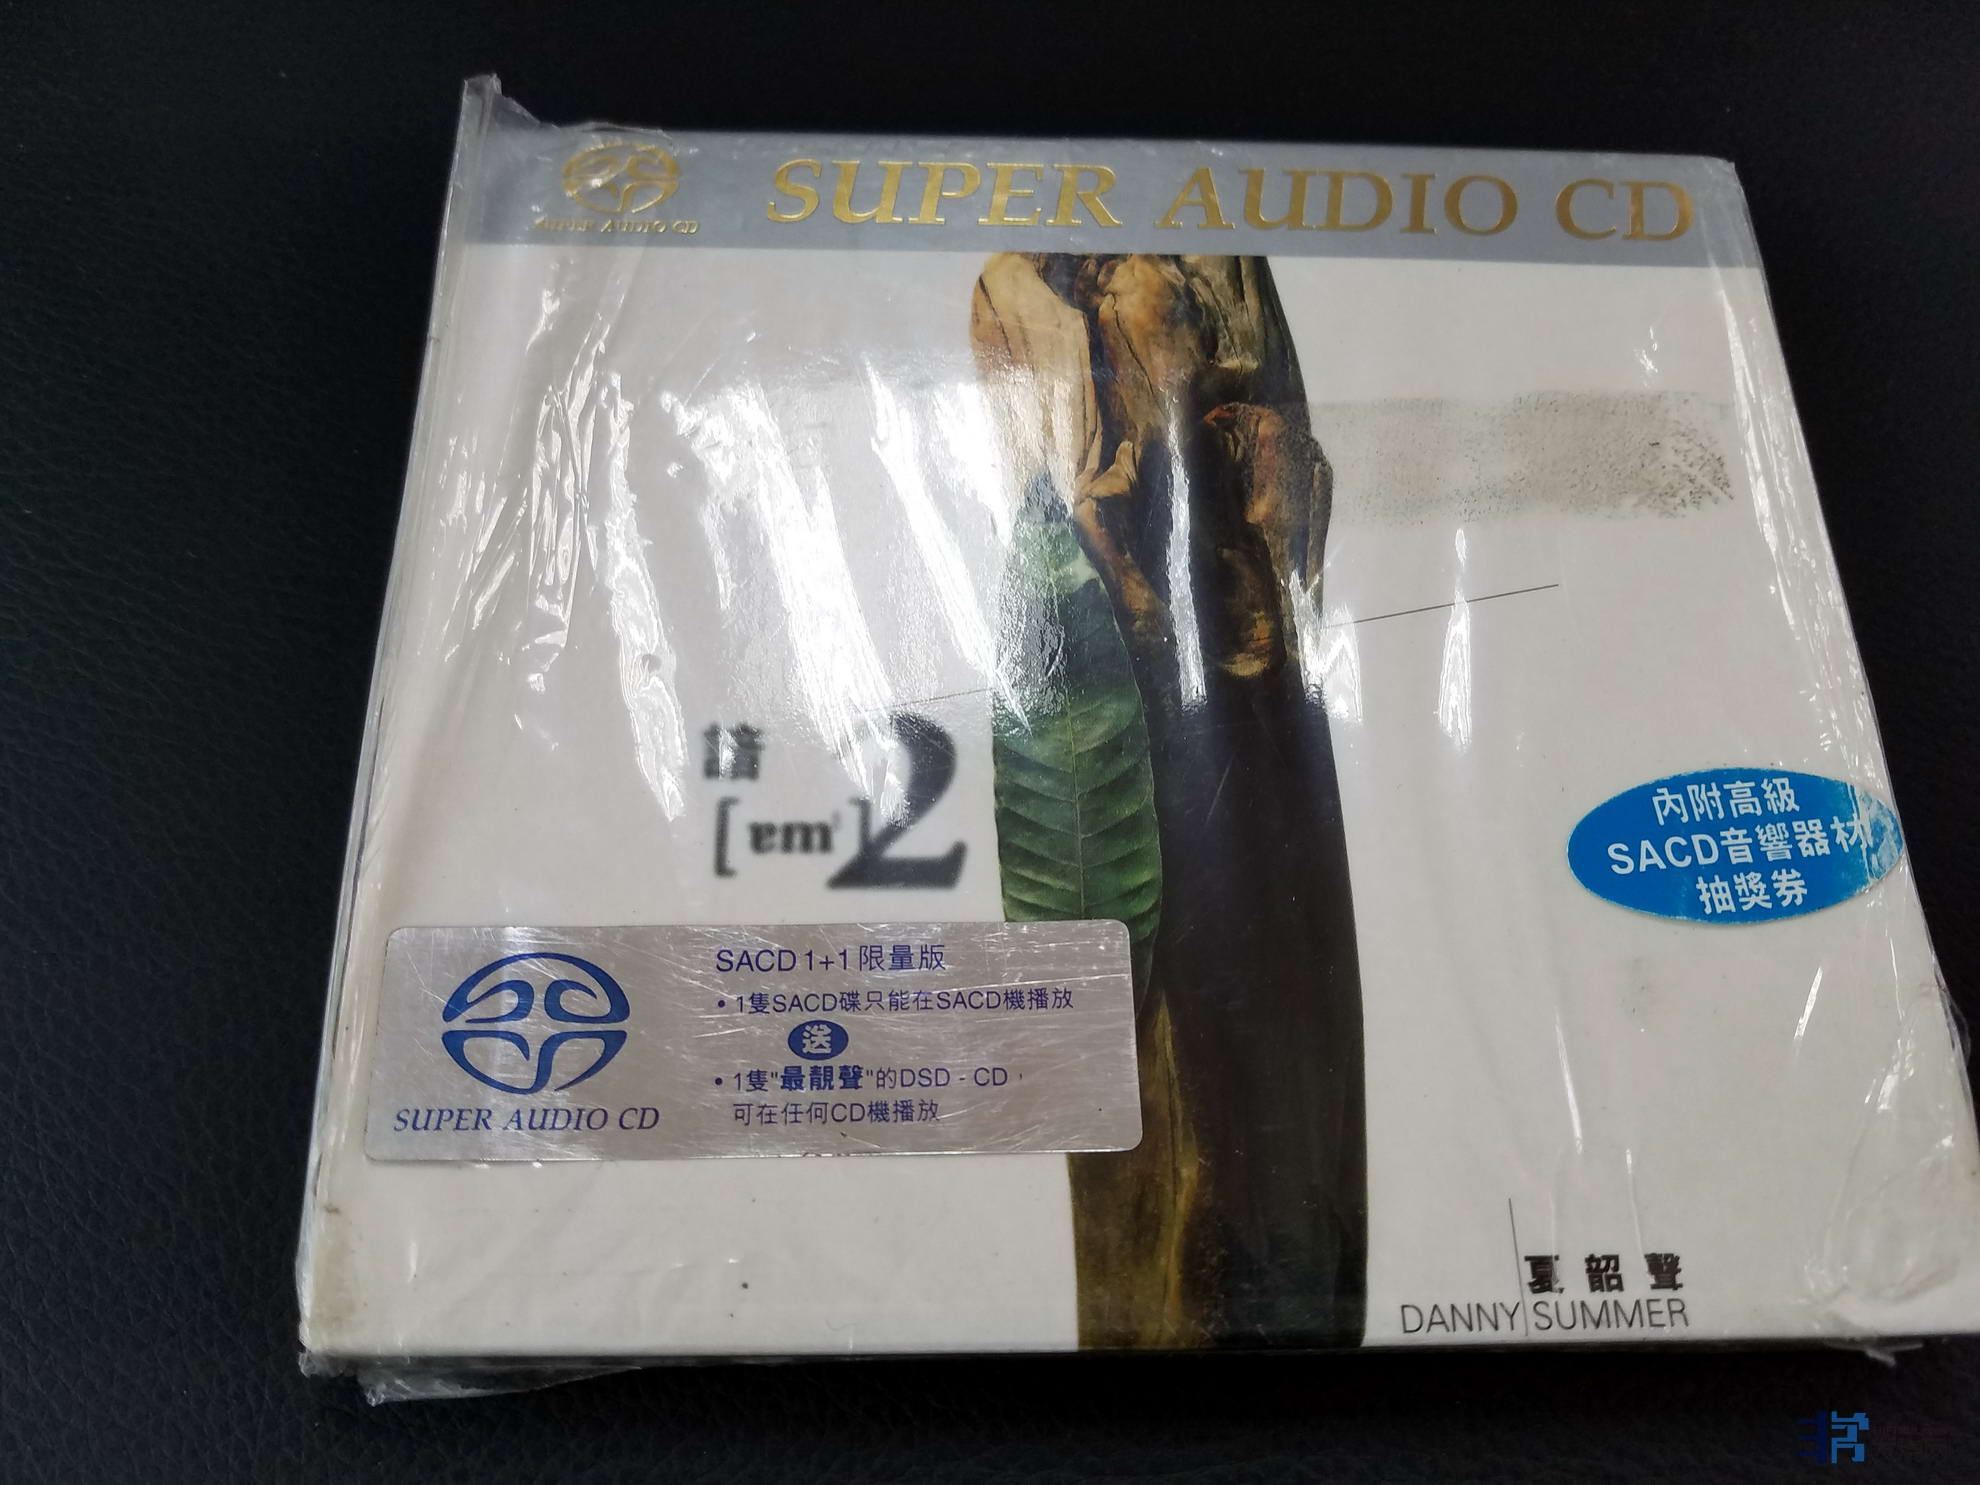 SUPER AUDIO CD
SUPER AUDIO CD
諳
[ɐm]2
內附高級
SACD音響器材
抽獎券
SACD 1+1 限量版
• 1隻SACD碟只能在SACD機播放
送
• 1隻"最靚聲"的DSD - CD，
可在任何CD機播放
SUPER AUDIO CD
夏韶聲
DANNY SUMMER